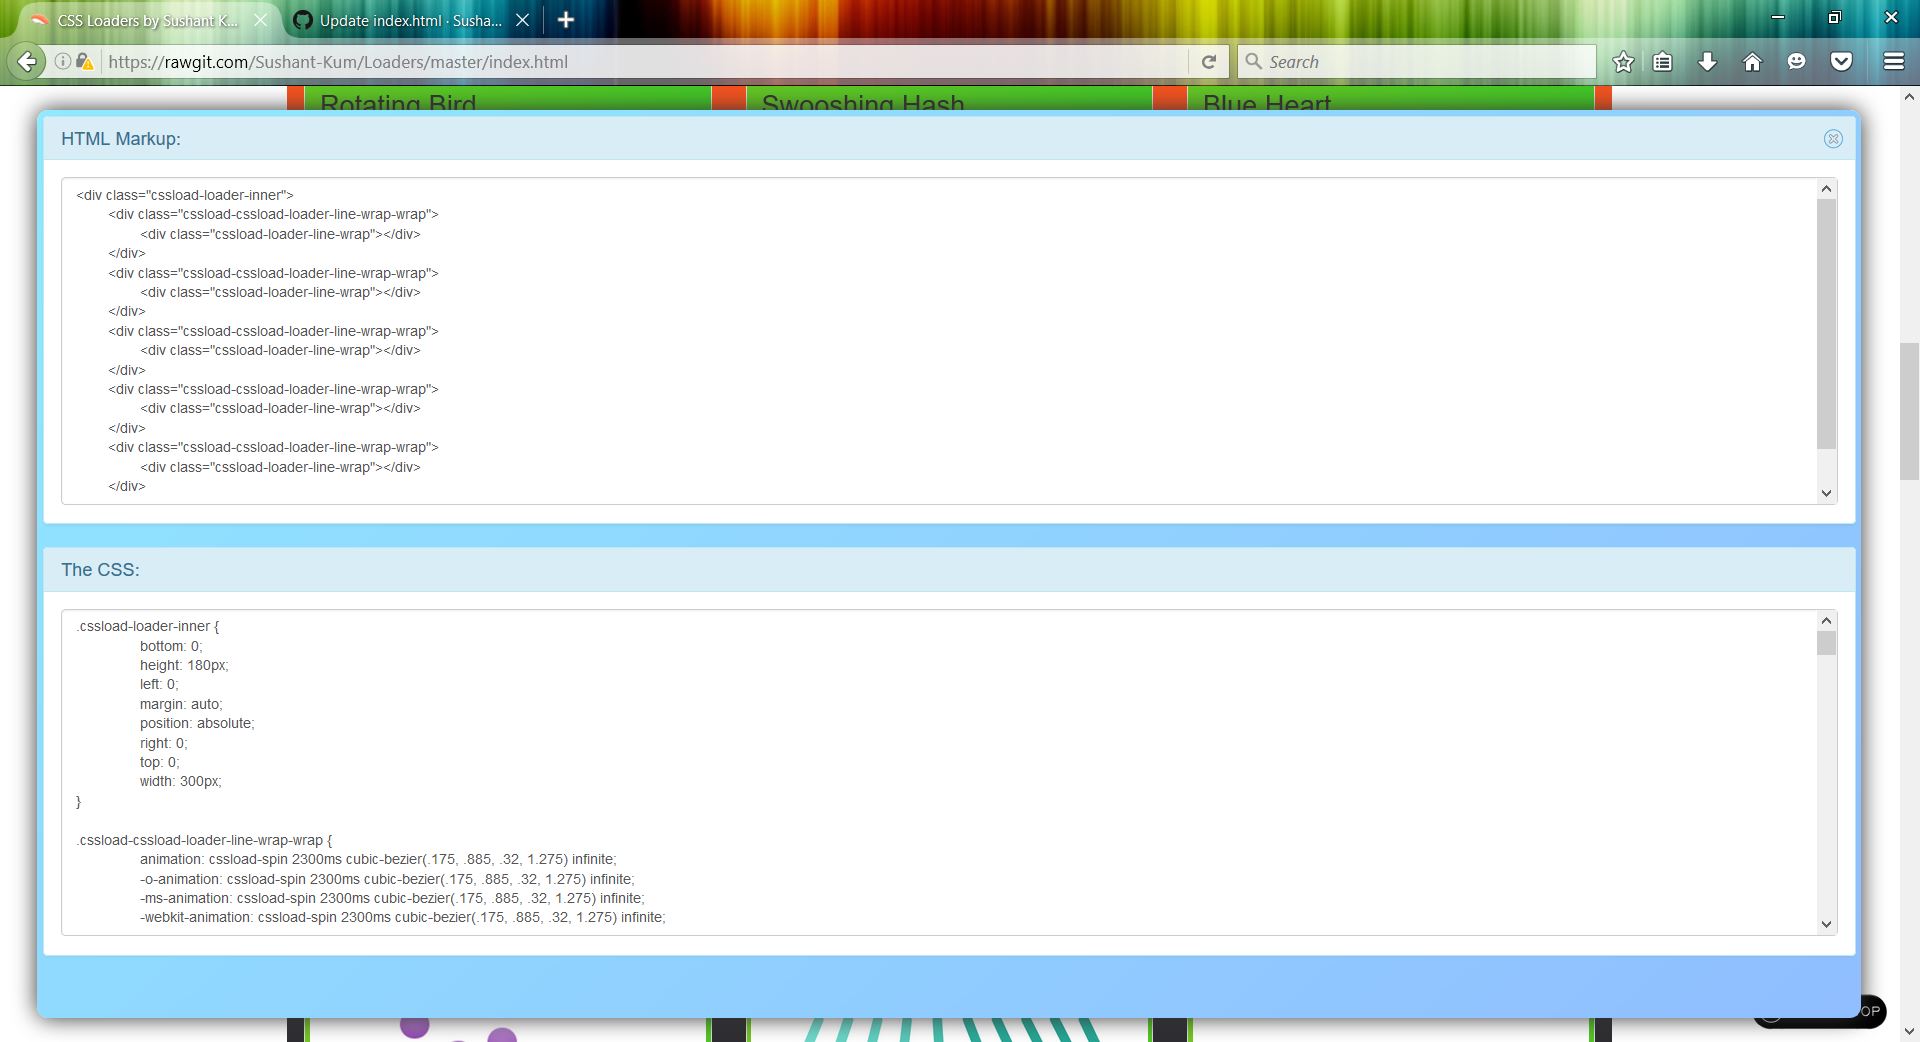 CSS Loaders by Sushant K...
Update index.html · Susha...
https://rawgit.com/Sushant-Kum/Loaders/master/index.html
Search
Rotating Bird
Swooshing Hash
Blue Heart
HTML Markup:
<div class="cssload-loader-inner">
<div class="cssload-cssload-loader-line-wrap-wrap">
<div class="cssload-loader-line-wrap"></div>
</div>
<div class="cssload-cssload-loader-line-wrap-wrap">
<div class="cssload-loader-line-wrap"></div>
</div>
<div class="cssload-cssload-loader-line-wrap-wrap">
<div class="cssload-loader-line-wrap"></div>
</div>
<div class="cssload-cssload-loader-line-wrap-wrap">
<div class="cssload-loader-line-wrap"></div>
</div>
<div class="cssload-cssload-loader-line-wrap-wrap">
<div class="cssload-loader-line-wrap"></div>
</div>
The CSS:
.cssload-loader-inner {
bottom: 0;
height: 180px;
left: 0;
margin: auto;
position: absolute;
right: 0;
top: 0;
width: 300px;
}
.cssload-cssload-loader-line-wrap-wrap {
animation: cssload-spin 2300ms cubic-bezier(.175, .885, .32, 1.275) infinite;
-o-animation: cssload-spin 2300ms cubic-bezier(.175, .885, .32, 1.275) infinite;
-ms-animation: cssload-spin 2300ms cubic-bezier(.175, .885, .32, 1.275) infinite;
-webkit-animation: cssload-spin 2300ms cubic-bezier(.175, .885, .32, 1.275) infinite;
OP